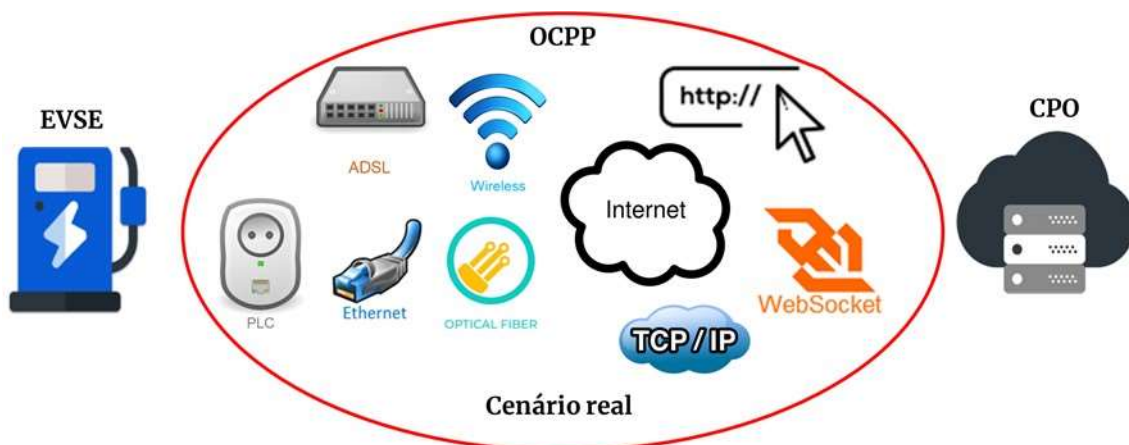 OCPP
EVSE
CPO
http://
ADSL
Wireless
Internet
PLC
Ethernet
OPTICAL FIBER
WebSocket
TCP / IP
Cenário real